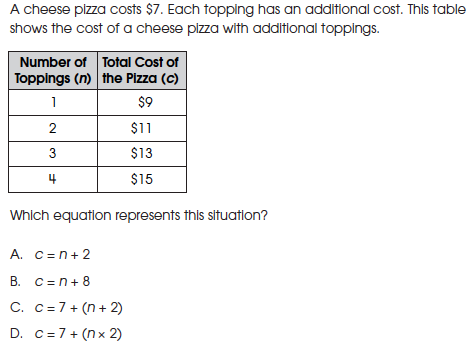 A cheese pizza costs $7. Each topping has an additional cost. This table
shows the cost of a cheese pizza with additional toppings.
Number of Toppings (n) | Total Cost of the Pizza (c)
1 | $9
2 | $11
3 | $13
4 | $15
Which equation represents this situation?
A. c = n + 2
B. c = n + 8
C. c = 7 + (n + 2)
D. c = 7 + (n x 2)